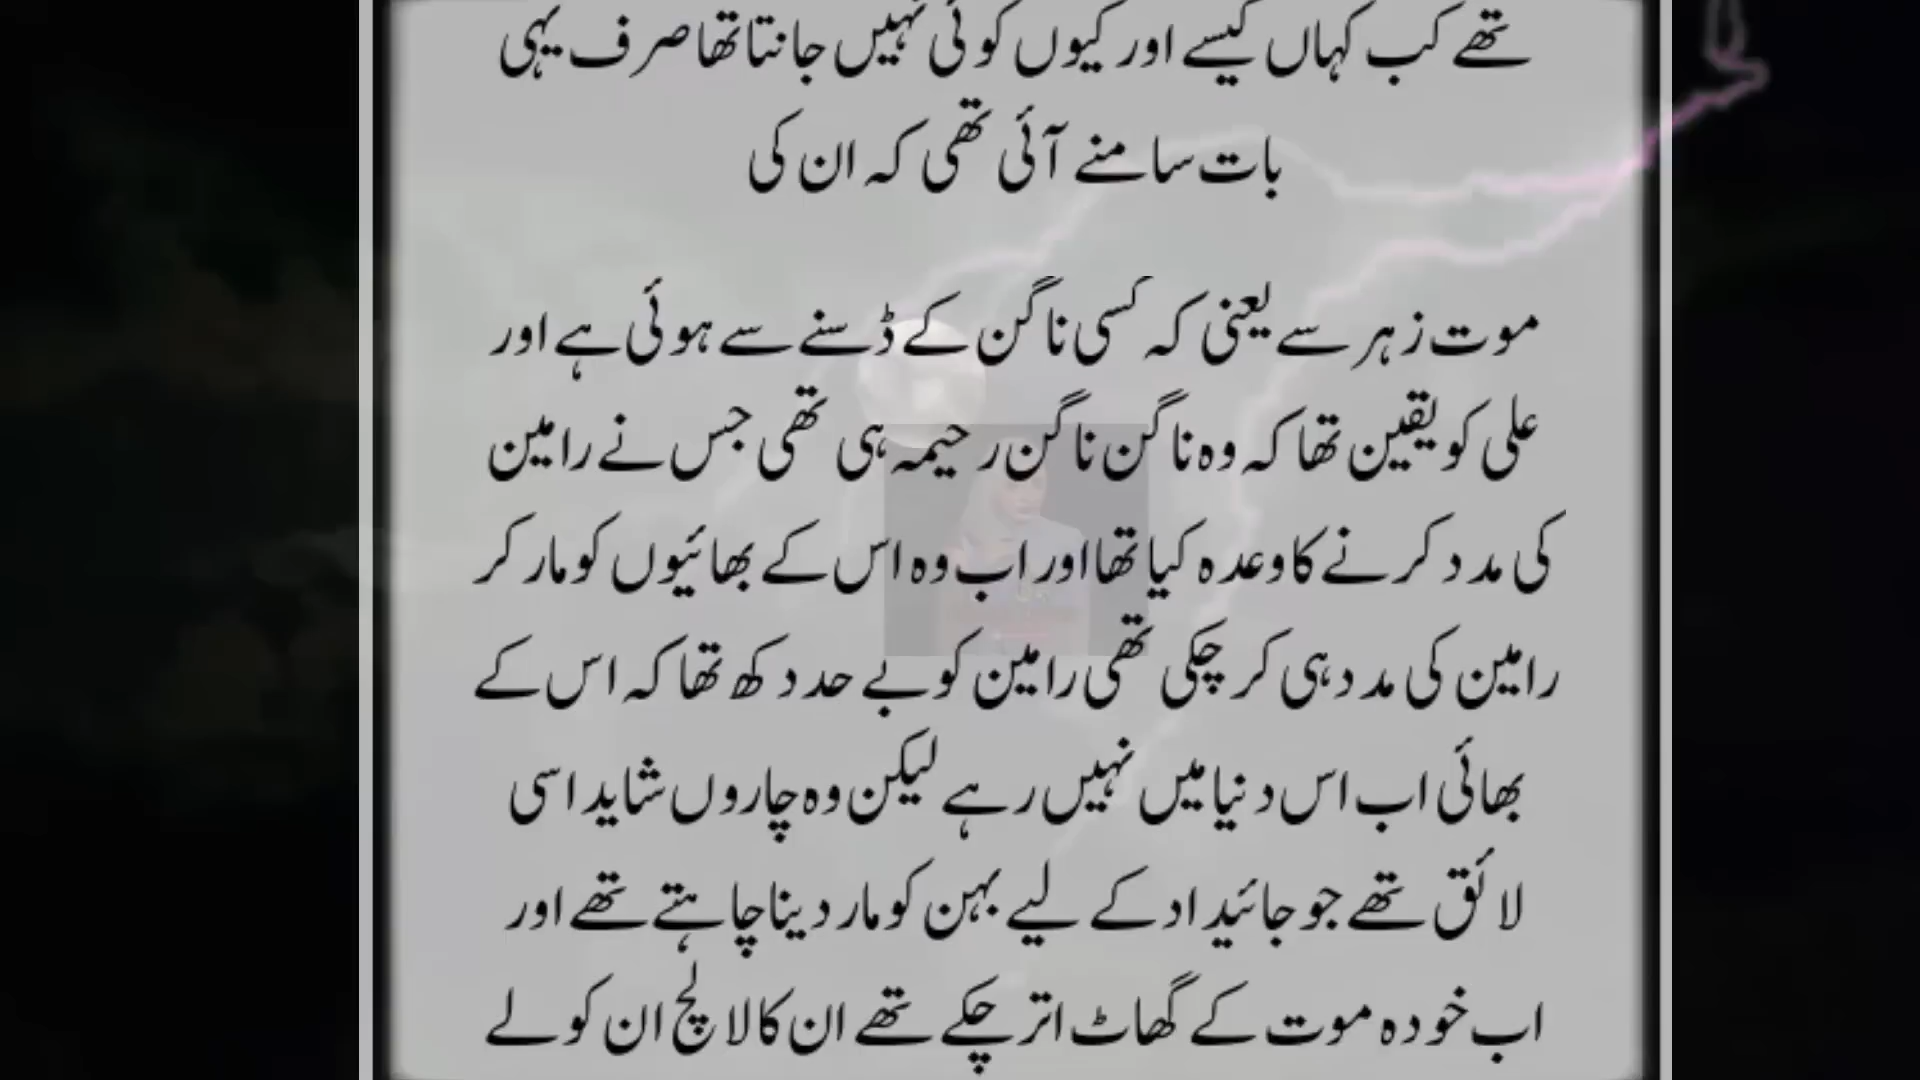 تھے کب کہاں کیسے اور کیوں کوئی نہیں جانتا تھا صرف یہی
بات سامنے آئی تھی کہ ان کی
موت زہر سے یعنی کہ کسی ناگن کے ڈسنے سے ہوئی ہے اور
علی کو یقین تھا کہ وہ ناگن ناگن رحیمہ ہی تھی جس نے رامین
کی مدد کرنے کا وعدہ کیا تھا اور اب وہ اس کے بھائیوں کو مار کر
رامین کی مدد ہی کر چکی تھی رامین کو بے حد دکھ تھا کہ اس کے
بھائی اب اس دنیا میں نہیں رہے لیکن وہ چاروں شاید اسی
لائق تھے جو جائیداد کے لیے بہن کو مار دینا چاہتے تھے اور
اب خود ہ موت کے گھاٹ اتر چکے تھے ان کا لالچ ان کو لے